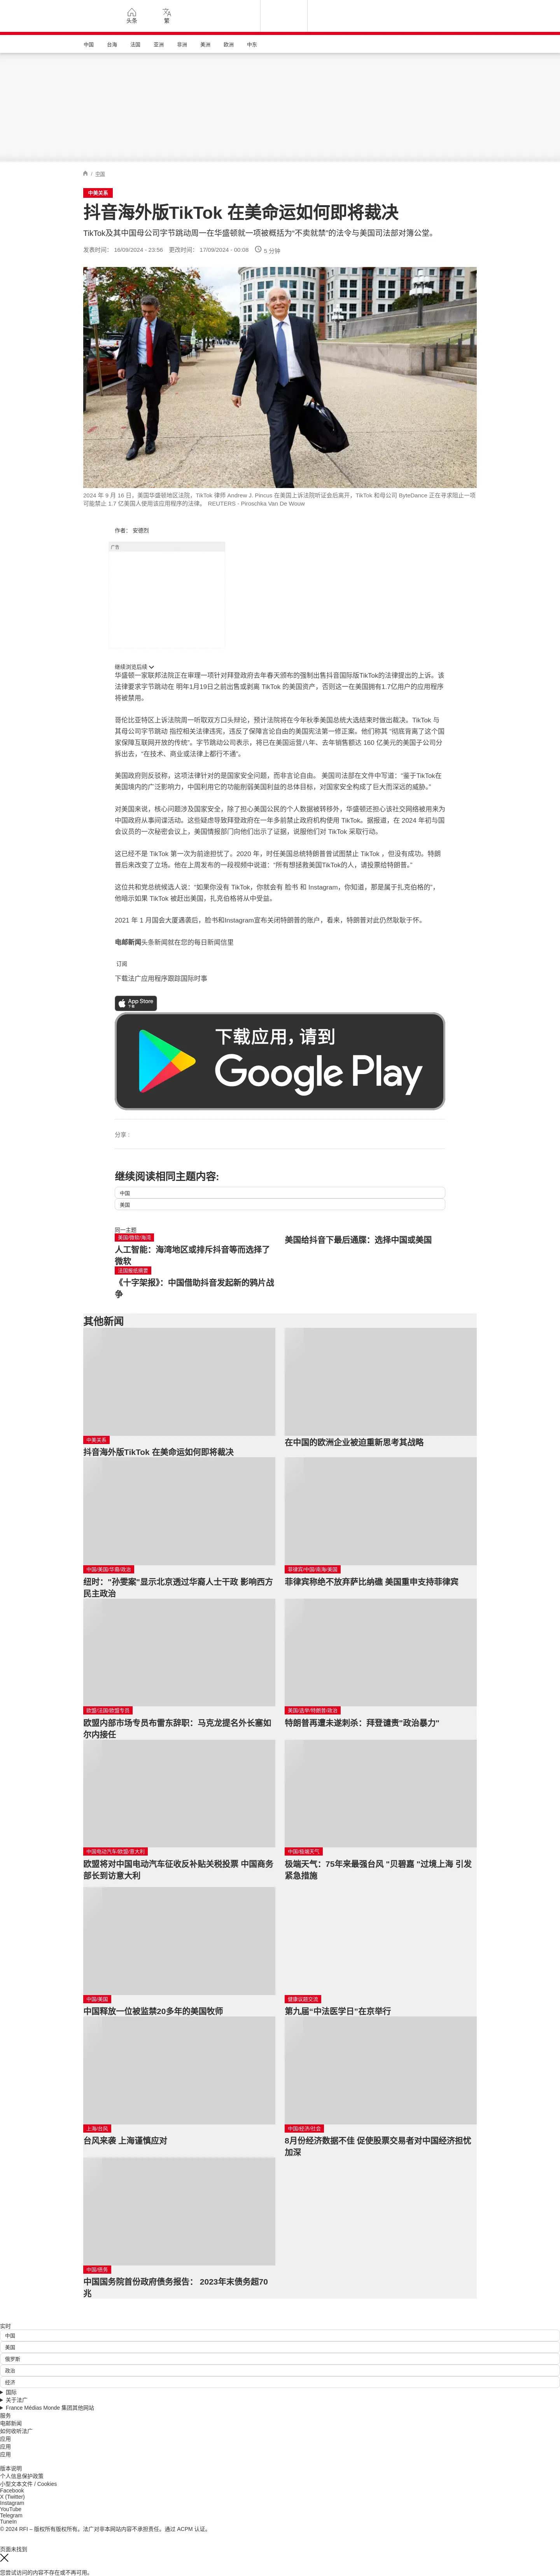 头条
繁
中国
台海
法国
亚洲
非洲
美洲
欧洲
中东
/ 中国
中美关系
抖音海外版TikTok 在美命运如何即将裁决
TikTok及其中国母公司字节跳动周一在华盛顿就一项被概括为“不卖就禁”的法令与美国司法部对簿公堂。
发表时间： 16/09/2024 - 23:56 更改时间： 17/09/2024 - 00:08 5 分钟
2024 年 9 月 16 日，美国华盛顿地区法院，TikTok 律师 Andrew J. Pincus 在美国上诉法院听证会后离开，TikTok 和母公司 ByteDance 正在寻求阻止一项
可能禁止 1.7 亿美国人使用该应用程序的法律。 REUTERS - Piroschka Van De Wouw
作者： 安德烈
广告
继续浏览后续
华盛顿一家联邦法院正在审理一项针对拜登政府去年春天颁布的强制出售抖音国际版TikTok的法律提出的上诉。该
法律要求字节跳动在 明年1月19日之前出售或剥离 TikTok 的美国资产，否则这一在美国拥有1.7亿用户的应用程序
将被禁用。
哥伦比亚特区上诉法院周一听取双方口头辩论，预计法院将在今年秋季美国总统大选结束时做出裁决。TikTok 与
其母公司字节跳动 指控相关法律违宪，违反了保障言论自由的美国宪法第一修正案。他们称其 “彻底背离了这个国
家保障互联网开放的传统”。字节跳动公司表示，将已在美国运营八年、去年销售额达 160 亿美元的美国子公司分
拆出去，“在技术、商业或法律上都行不通”。
美国政府则反驳称，这项法律针对的是国家安全问题，而非言论自由。 美国司法部在文件中写道：“鉴于TikTok在
美国境内的广泛影响力，中国利用它的功能削弱美国利益的总体目标，对国家安全构成了巨大而深远的威胁。”
对美国来说，核心问题涉及国家安全，除了担心美国公民的个人数据被转移外，华盛顿还担心该社交网络被用来为
中国政府从事间谍活动。这些疑虑导致拜登政府在一年多前禁止政府机构使用 TikTok。据报道，在 2024 年初与国
会议员的一次秘密会议上，美国情报部门向他们出示了证据，说服他们对 TikTok 采取行动。
这已经不是 TikTok 第一次为前途担忧了。2020 年，时任美国总统特朗普曾试图禁止 TikTok ，但没有成功。特朗
普后来改变了立场。他在上周发布的一段视频中说道：“所有想拯救美国TikTok的人，请投票给特朗普。”
这位共和党总统候选人说：“如果你没有 TikTok，你就会有 脸书 和 Instagram，你知道，那是属于扎克伯格的”，
他暗示如果 TikTok 被赶出美国，扎克伯格将从中受益。
2021 年 1 月国会大厦遇袭后，脸书和Instagram宣布关闭特朗普的账户，看来，特朗普对此仍然耿耿于怀。
电邮新闻头条新闻就在您的每日新闻信里
订阅
下载法广应用程序跟踪国际时事
App Store
下载
下载应用，请到
Google Play
分享 :
继续阅读相同主题内容:
中国
美国
同一主题
美国/微软/海湾
人工智能：海湾地区或排斥抖音等而选择了
微软
美国给抖音下最后通牒：选择中国或美国
法国报纸摘要
《十字架报》：中国借助抖音发起新的鸦片战
争
其他新闻
中美关系
抖音海外版TikTok 在美命运如何即将裁决
在中国的欧洲企业被迫重新思考其战略
中国/美国/华裔/政治
纽时：“孙雯案”显示北京透过华裔人士干政 影响西方
民主政治
菲律宾/中国/南海/美国
菲律宾称绝不放弃萨比纳礁 美国重申支持菲律宾
欧盟/法国/欧盟专员
欧盟内部市场专员布雷东辞职：马克龙提名外长塞如
尔内接任
美国/选举/特朗普/政治
特朗普再遭未遂刺杀：拜登谴责“政治暴力”
中国电动汽车/欧盟/意大利
欧盟将对中国电动汽车征收反补贴关税投票 中国商务
部长到访意大利
中国/极端天气
极端天气：75年来最强台风 "贝碧嘉 "过境上海 引发
紧急措施
中国/美国
中国释放一位被监禁20多年的美国牧师
健康议题交流
第九届“中法医学日”在京举行
上海/台风
台风来袭 上海谨慎应对
中国/经济/社会
8月份经济数据不佳 促使股票交易者对中国经济担忧
加深
中国/债务
中国国务院首份政府债务报告： 2023年末债务超70
兆
实时
中国
美国
俄罗斯
政治
经济
国际
关于法广
France Médias Monde 集团其他网站
服务
电邮新闻
如何收听法广
应用
应用
应用
版本说明
个人信息保护政策
小型文本文件 / Cookies
Facebook
X (Twitter)
Instagram
YouTube
Telegram
TuneIn
© 2024 RFI – 版权所有版权所有。法广对非本网站内容不承担责任。通过 ACPM 认证。
页面未找到
您尝试访问的内容不存在或不再可用。